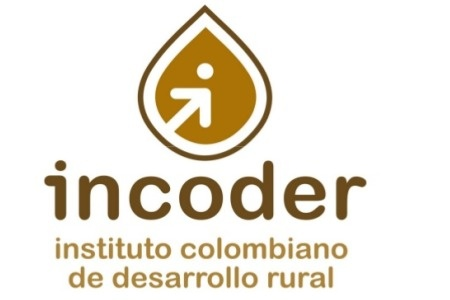 incoder
instituto colombiano
de desarrollo rural